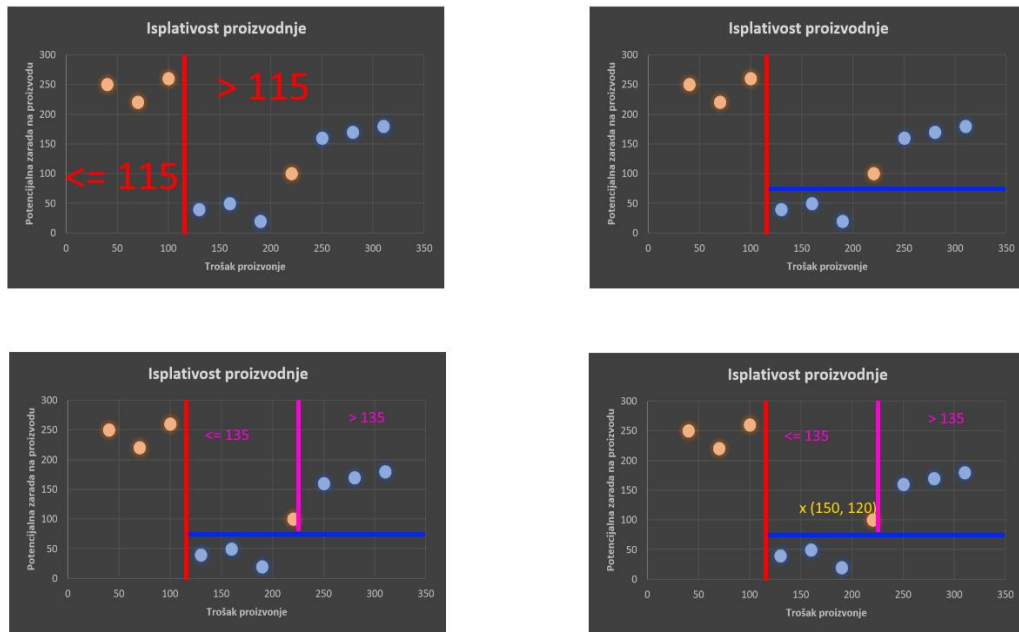 Isplativost proizvodnje
Potencijalna zarada na proizvodu
300
250
200
150
100
50
0
> 115
<= 115
0 50 100 150 200 250 300 350
Trošak proizvonje
Isplativost proizvodnje
Potencijalna zarada na proizvodu
300
250
200
150
100
50
0
0 50 100 150 200 250 300 350
Trošak proizvonje
Isplativost proizvodnje
Potencijalna zarada na proizvodu
300
250
200
150
100
50
0
<= 135
> 135
0 50 100 150 200 250 300 350
Trošak proizvonje
Isplativost proizvodnje
Potencijalna zarada na proizvodu
300
250
200
150
100
50
0
<= 135
> 135
x (150, 120)
0 50 100 150 200 250 300 350
Trošak proizvonje